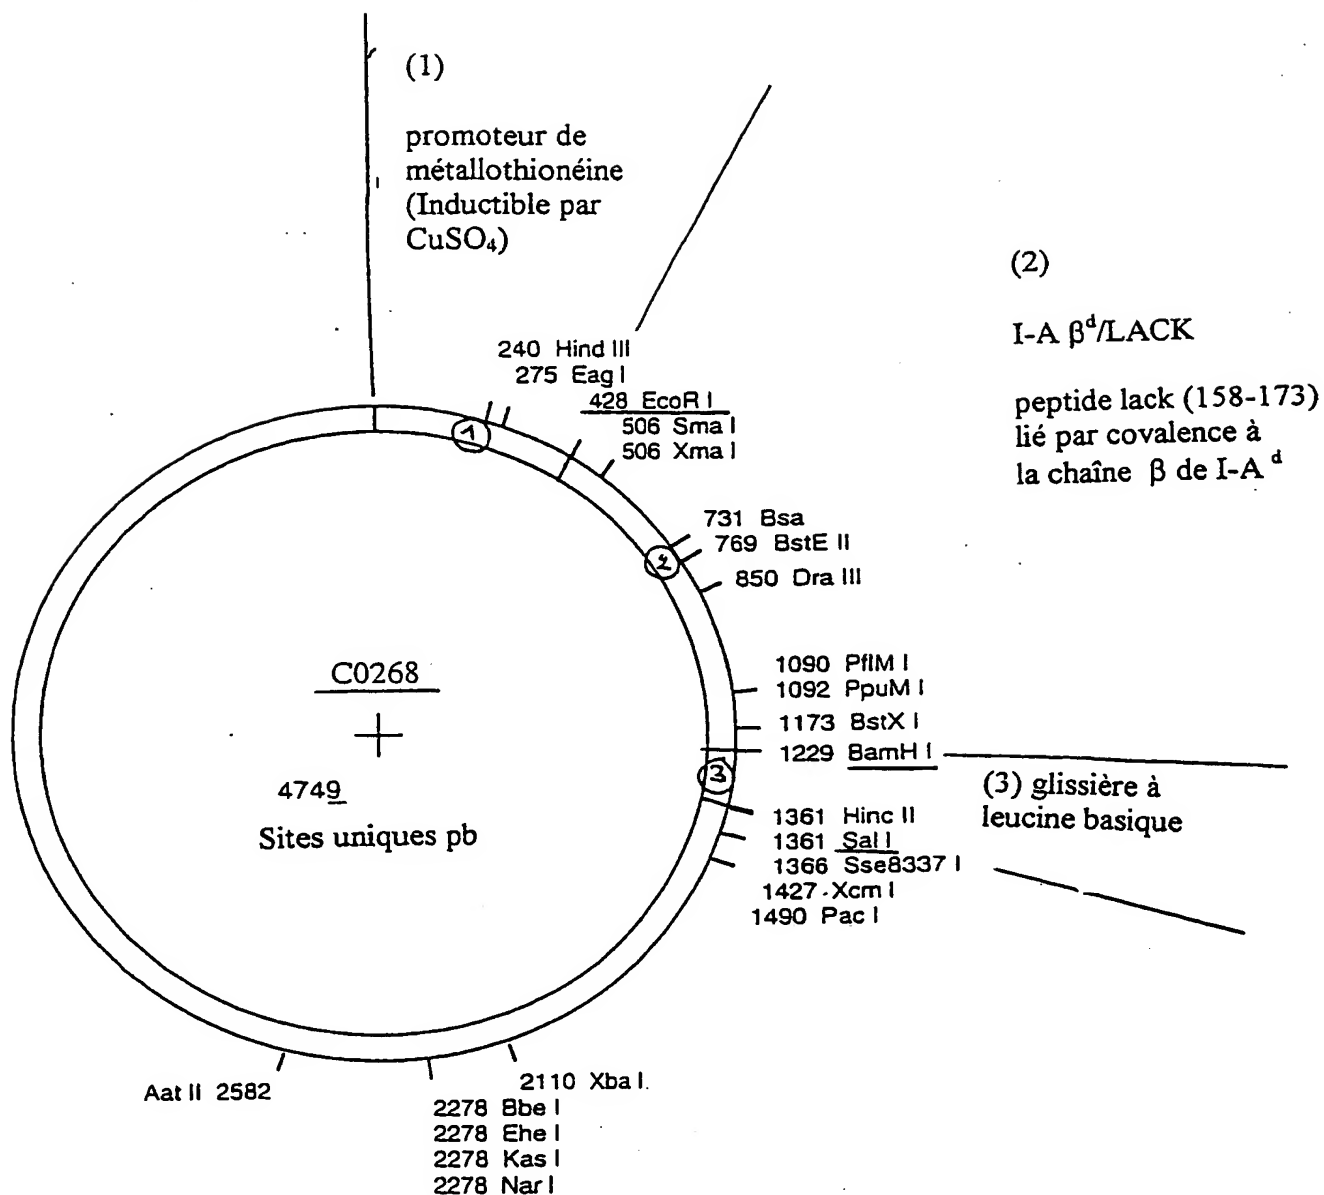 (1)
promoteur de
métallothionéine
(Inductible par
CuSO₄)
(2)
I-A βᵈ/LACK
peptide lack (158-173)
lié par covalence à
la chaîne β de I-A ᵈ
240 Hind III
275 Eag I
428 EcoR I
506 Sma I
506 Xma I
1
731 Bsa
769 BstE II
2
850 Dra III
1090 PflM I
1092 PpuM I
1173 BstX I
1229 BamH I
3
(3) glissière à
leucine basique
1361 Hinc II
1361 Sal I
1366 Sse8337 I
1427 Xcm I
1490 Pac I
C0268
4749
Sites uniques pb
Aat II 2582
2110 Xba I
2278 Bbe I
2278 Ehe I
2278 Kas I
2278 Nar I